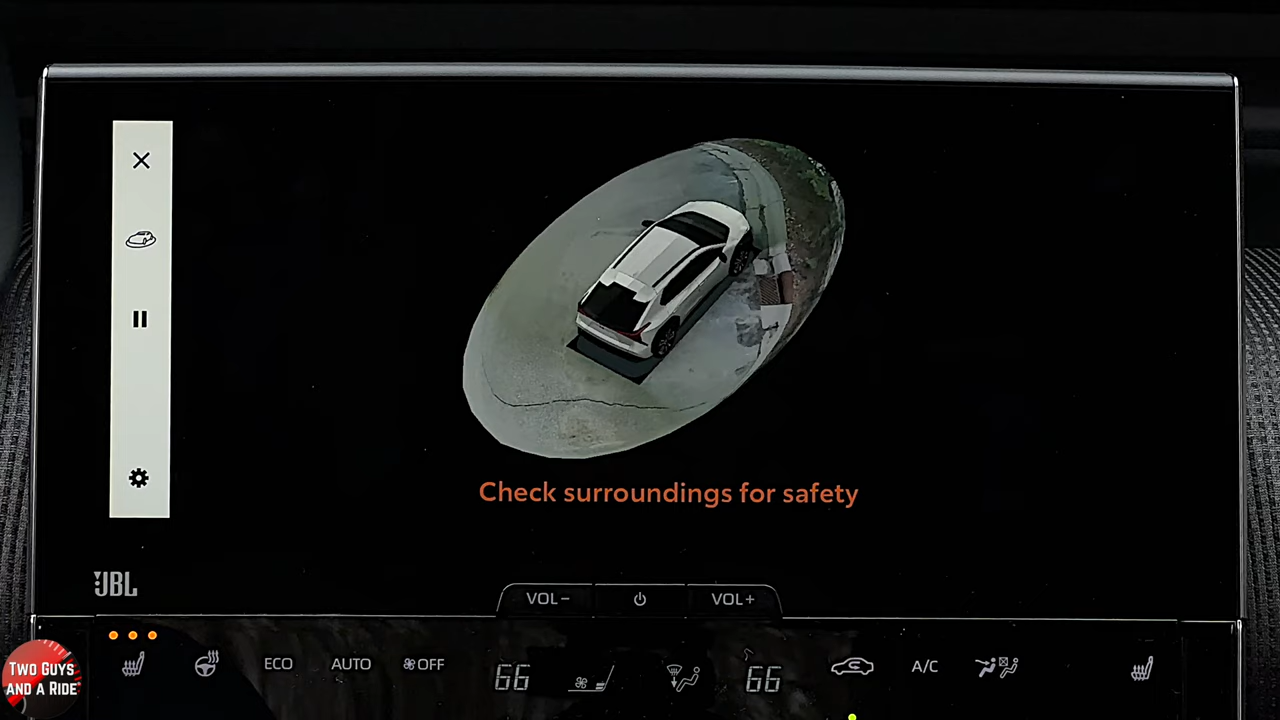 Check surroundings for safety
JBL
VOL−
VOL+
ECO
AUTO
OFF
66
66
A/C
TWO GUYS
AND A RIDE